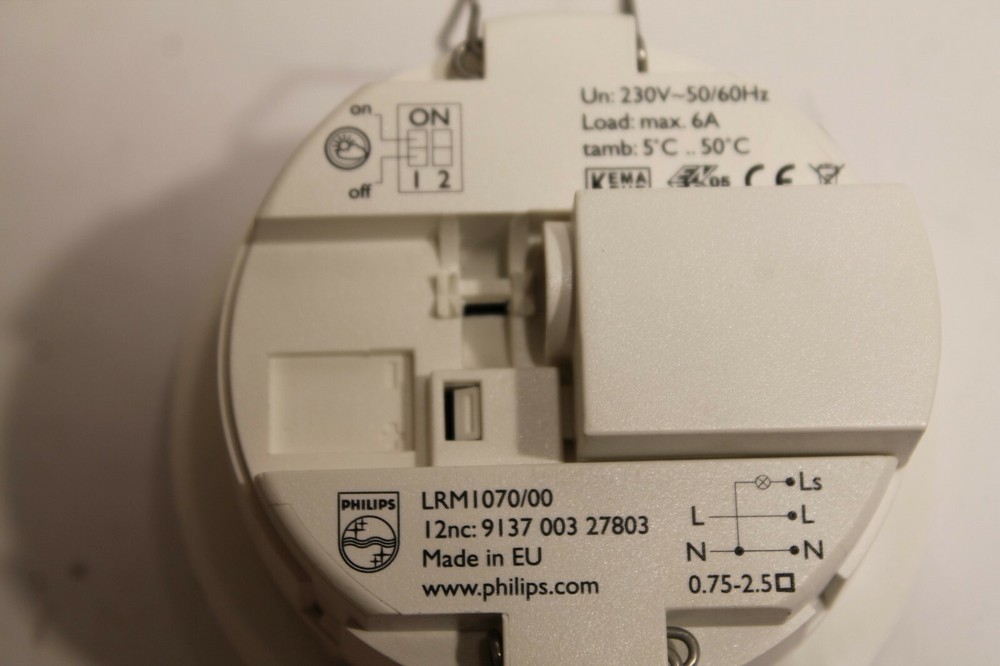 on
ON
off
1 2
Un: 230V~50/60Hz
Load: max. 6A
tamb: 5°C .. 50°C
KEMA
05 CE
PHILIPS
LRM1070/00
12nc: 9137 003 27803
Made in EU
www.philips.com
Ls
L L
N N
0.75-2.5□